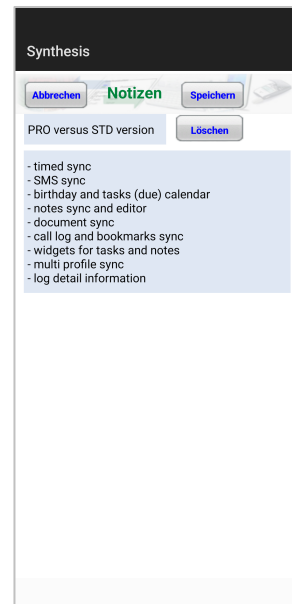 Synthesis
Abbrechen Notizen Speichern
PRO versus STD version Löschen
- timed sync
- SMS sync
- birthday and tasks (due) calendar
- notes sync and editor
- document sync
- call log and bookmarks sync
- widgets for tasks and notes
- multi profile sync
- log detail information